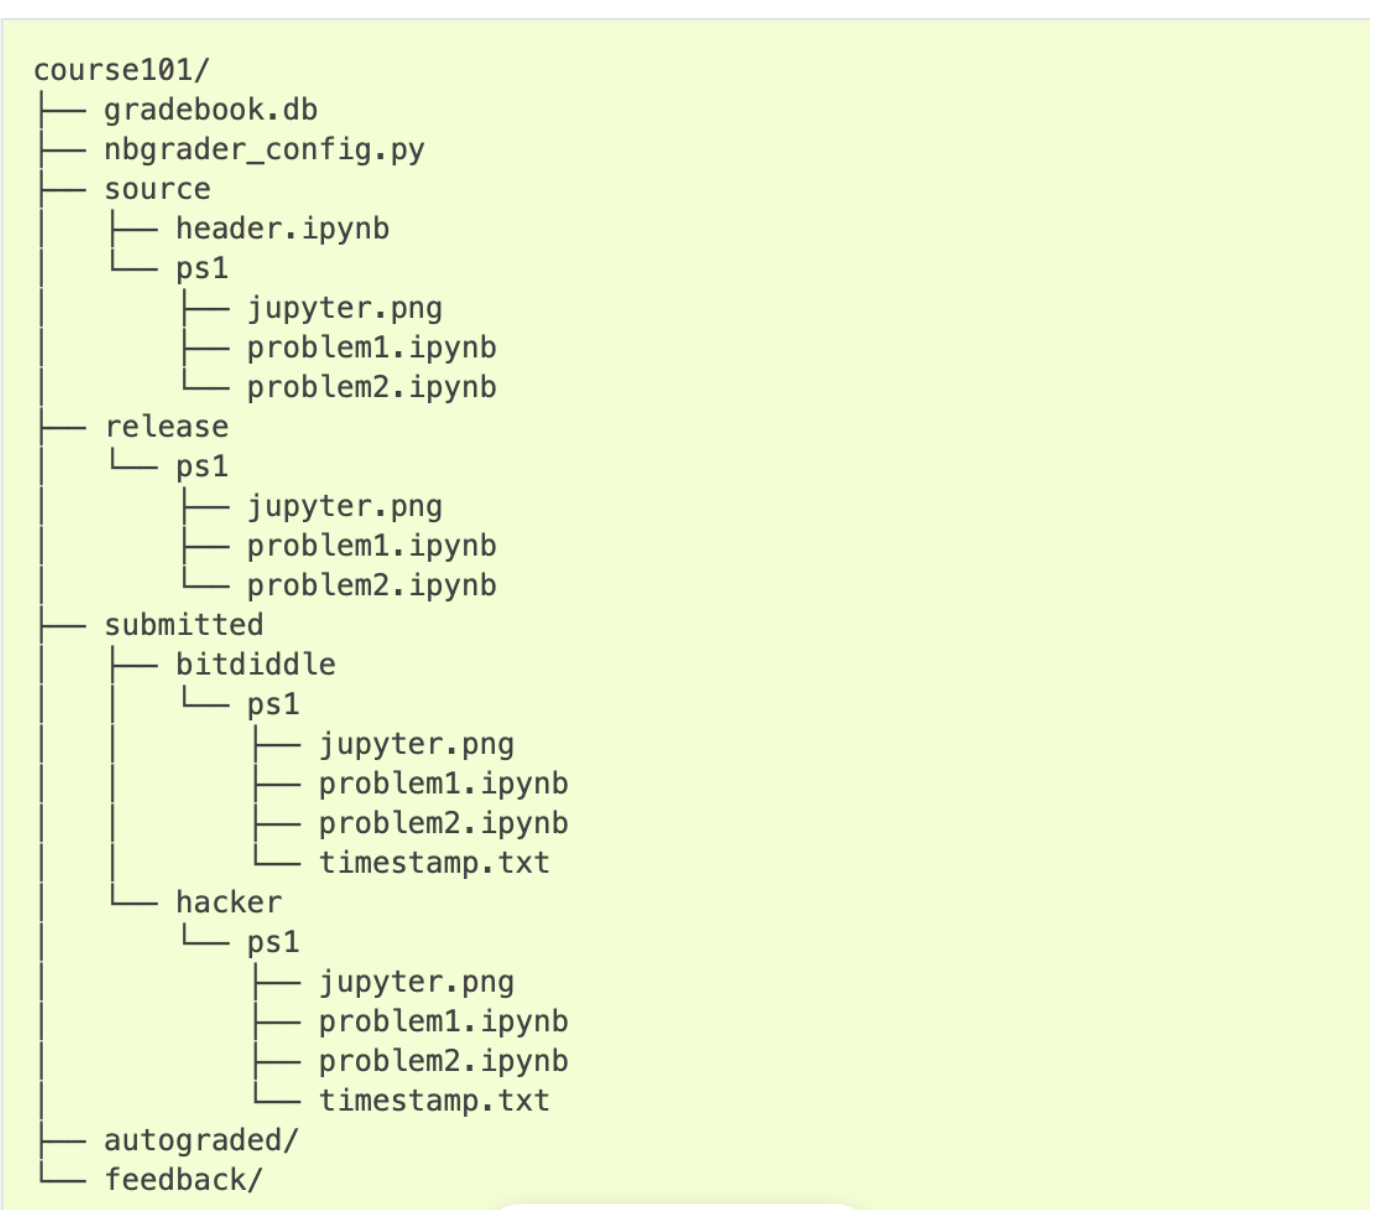 course101/
├── gradebook.db
├── nbgrader_config.py
├── source
│   ├── header.ipynb
│   └── ps1
│       ├── jupyter.png
│       ├── problem1.ipynb
│       └── problem2.ipynb
├── release
│   └── ps1
│       ├── jupyter.png
│       ├── problem1.ipynb
│       └── problem2.ipynb
├── submitted
│   ├── bitdiddle
│   │   └── ps1
│   │       ├── jupyter.png
│   │       ├── problem1.ipynb
│   │       ├── problem2.ipynb
│   │       └── timestamp.txt
│   └── hacker
│       └── ps1
│           ├── jupyter.png
│           ├── problem1.ipynb
│           ├── problem2.ipynb
│           └── timestamp.txt
├── autograded/
└── feedback/